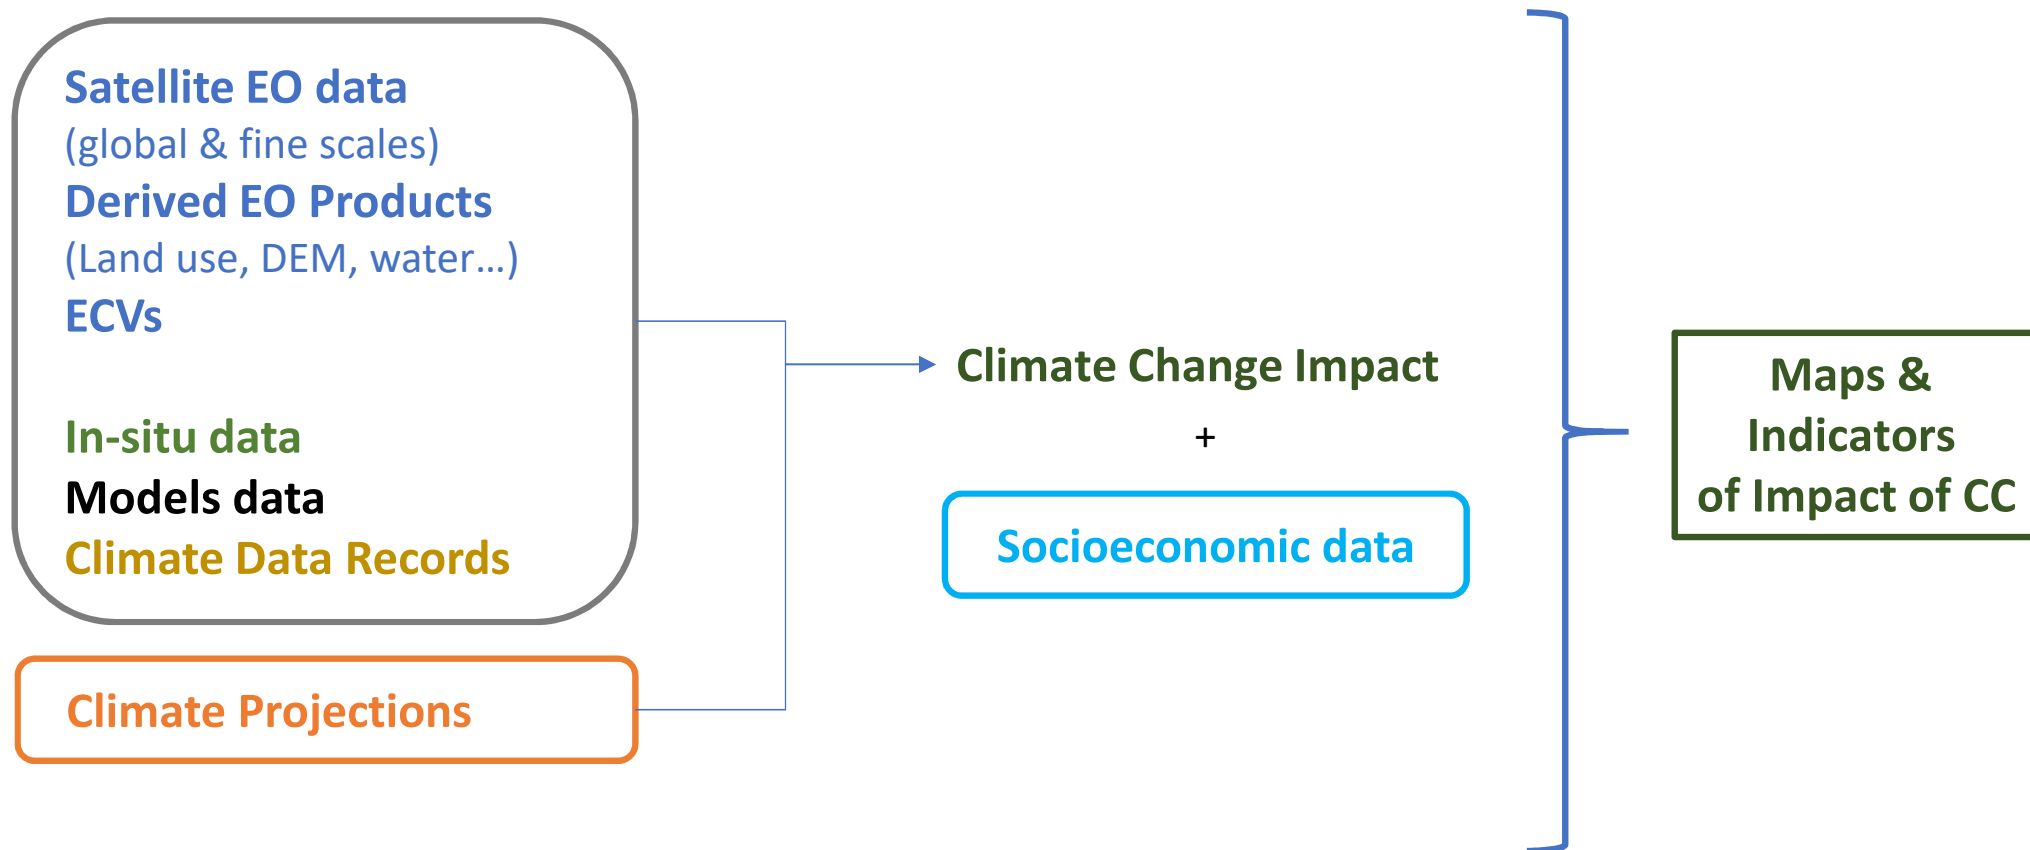 Satellite EO data
(global & fine scales)
Derived EO Products
(Land use, DEM, water…)
ECVs
In-situ data
Models data
Climate Data Records
Climate Projections
Climate Change Impact
+
Socioeconomic data
Maps &
Indicators
of Impact of CC